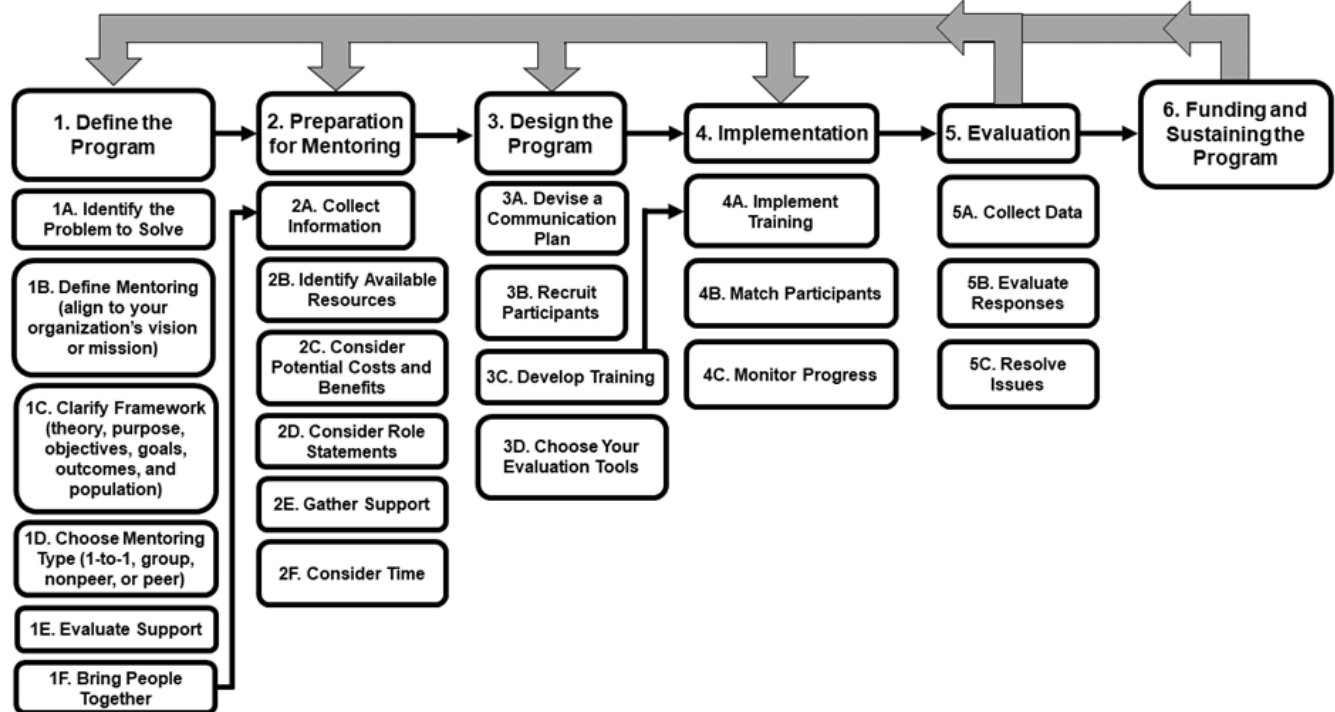 1. Define the
Program
2. Preparation
for Mentoring
3. Design the
Program
4. Implementation
5. Evaluation
6. Funding and
Sustaining the
Program
1A. Identify the
Problem to Solve
1B. Define Mentoring
(align to your
organization's vision
or mission)
1C. Clarify Framework
(theory, purpose,
objectives, goals,
outcomes, and
population)
1D. Choose Mentoring
Type (1-to-1, group,
nonpeer, or peer)
1E. Evaluate Support
1F. Bring People
Together
2A. Collect
Information
2B. Identify Available
Resources
2C. Consider
Potential Costs and
Benefits
2D. Consider Role
Statements
2E. Gather Support
2F. Consider Time
3A. Devise a
Communication
Plan
3B. Recruit
Participants
3C. Develop Training
3D. Choose Your
Evaluation Tools
4A. Implement
Training
4B. Match Participants
4C. Monitor Progress
5A. Collect Data
5B. Evaluate
Responses
5C. Resolve
Issues